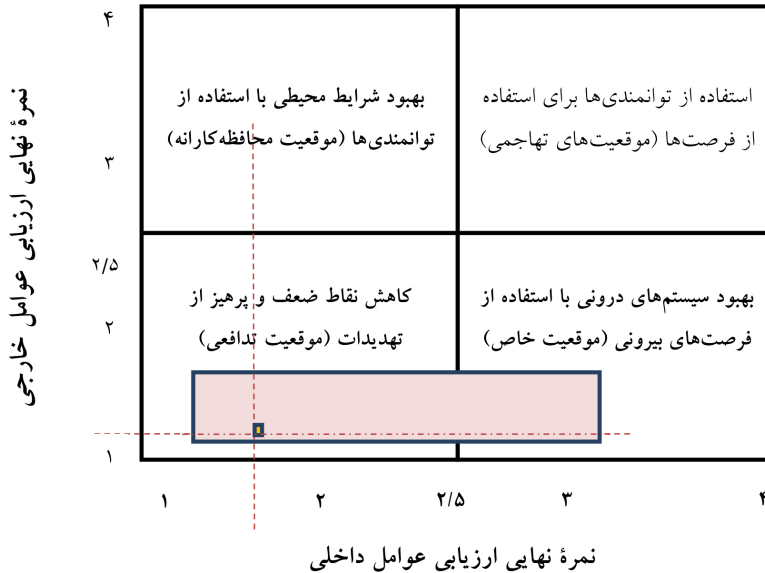 نمرهٔ نهایی ارزیابی عوامل خارجی
۴
۳
۲/۵
۲
۱
استفاده از توانمندی‌ها برای استفاده
از فرصت‌ها (موقعیت‌های تهاجمی)
بهبود شرایط محیطی با استفاده از
توانمندی‌ها (موقعیت محافظه‌کارانه)
بهبود سیستم‌های درونی با استفاده از
فرصت‌های بیرونی (موقعیت خاص)
کاهش نقاط ضعف و پرهیز از
تهدیدات (موقعیت تدافعی)
۱
۲
۲/۵
۳
۴
نمرهٔ نهایی ارزیابی عوامل داخلی